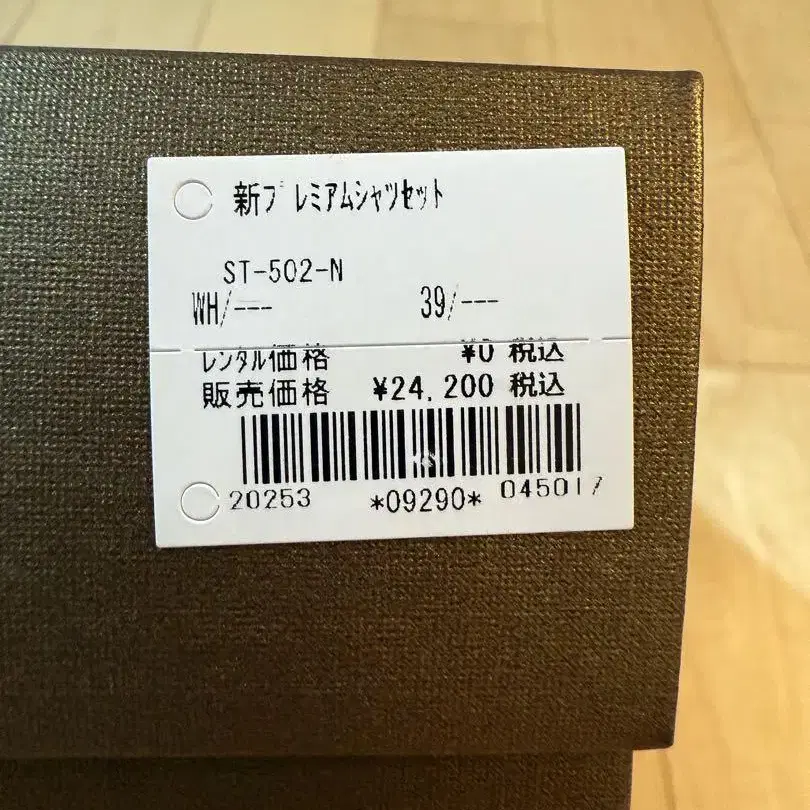 新プレミアムシャツセット
ST-502-N
WH/--- 39/---
レンタル価格 ¥0 税込
販売価格 ¥24,200 税込
20253 *09290* 045017